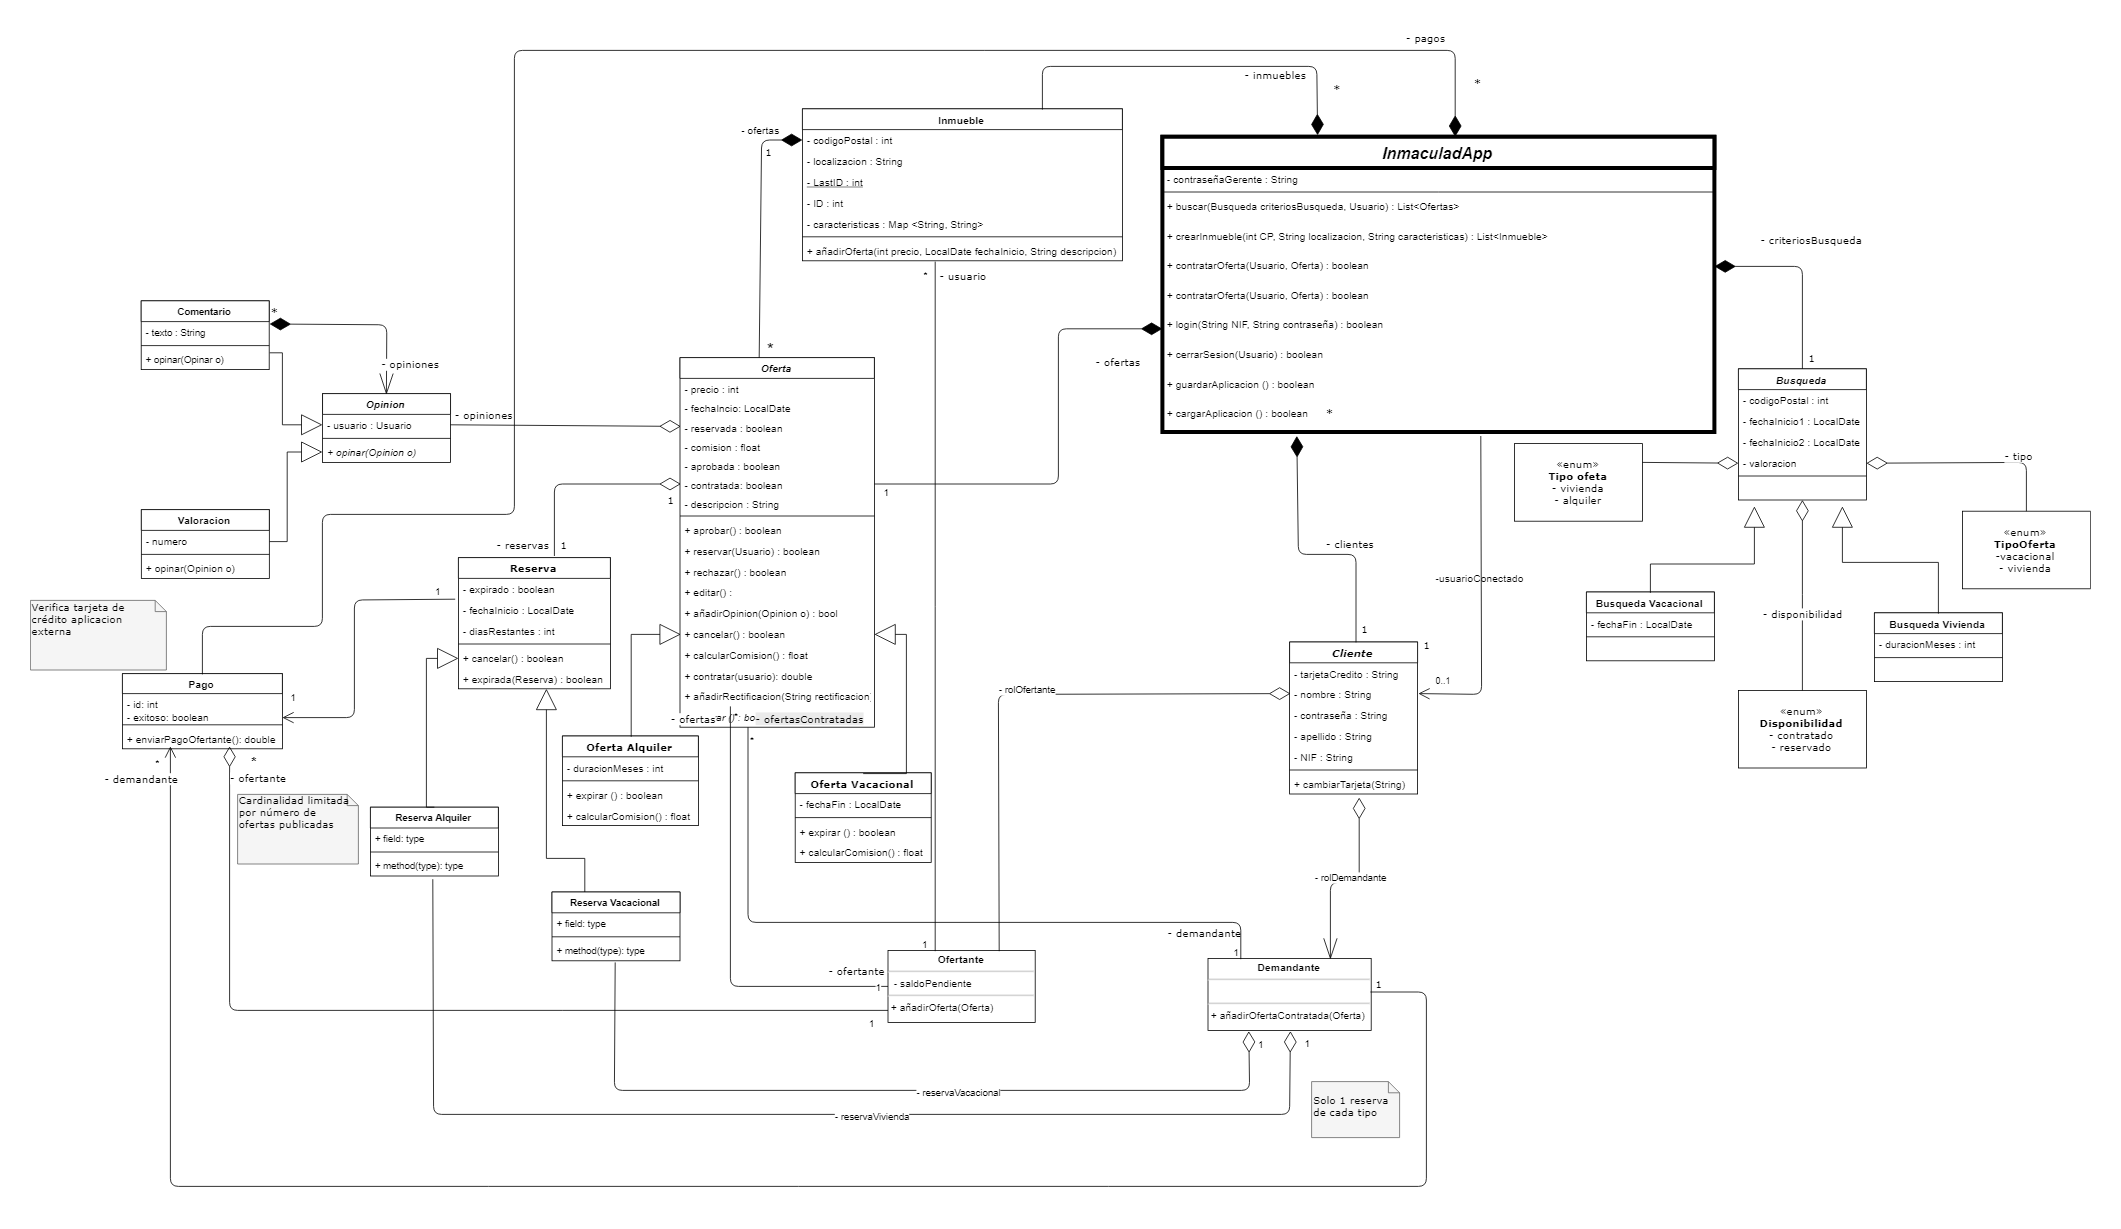 - pagos
*
- inmuebles
*
Inmueble
- codigoPostal : int
- localizacion : String
- LastID : int
- ID : int
- caracteristicas : Map <String, String>
+ añadirOferta(int precio, LocalDate fechaInicio, String descripcion)
- ofertas
1
*
*
- usuario
InmaculadApp
- contraseñaGerente : String
+ buscar(Busqueda criteriosBusqueda, Usuario) : List<Ofertas>
+ crearInmueble(int CP, String localizacion, String caracteristicas) : List<Inmueble>
+ contratarOferta(Usuario, Oferta) : boolean
+ contratarOferta(Usuario, Oferta) : boolean
+ login(String NIF, String contraseña) : boolean
+ cerrarSesion(Usuario) : boolean
+ guardarAplicacion () : boolean
+ cargarAplicacion () : boolean
*
- criteriosBusqueda
1
- ofertas
1
Comentario
- texto : String
+ opinar(Opinar o)
*
- opiniones
Opinion
- usuario : Usuario
+ opinar(Opinion o)
- opiniones
Valoracion
- numero
+ opinar(Opinion o)
Oferta
- precio : int
- fechaIncio: LocalDate
- reservada : boolean
- comision : float
- aprobada : boolean
- contratada: boolean
- descripcion : String
+ aprobar() : boolean
+ reservar(Usuario) : boolean
+ rechazar() : boolean
+ editar() :
+ añadirOpinion(Opinion o) : bool
+ cancelar() : boolean
+ calcularComision() : float
+ contratar(usuario): double
+ añadirRectificacion(String rectificacion)
- ofertas
*
- ofertasContratadas
*
1
- reservas
1
Reserva
- expirado : boolean
- fechaInicio : LocalDate
- diasRestantes : int
+ cancelar() : boolean
+ expirada(Reserva) : boolean
1
Busqueda
- codigoPostal : int
- fechaInicio1 : LocalDate
- fechaInicio2 : LocalDate
- valoracion
«enum»
Tipo ofeta
- vivienda
- alquiler
- tipo
«enum»
TipoOferta
-vacacional
- vivienda
Busqueda Vacacional
- fechaFin : LocalDate
- disponibilidad
Busqueda Vivienda
- duracionMeses : int
«enum»
Disponibilidad
- contratado
- reservado
- clientes
1
-usuarioConectado
1
0..1
Cliente
- tarjetaCredito : String
- nombre : String
- contraseña : String
- apellido : String
- NIF : String
+ cambiarTarjeta(String)
- rolOfertante
- rolDemandante
Verifica tarjeta de
crédito aplicacion
externa
Pago
- id: int
- exitoso: boolean
+ enviarPagoOfertante(): double
1
*
- demandante
*
- ofertante
Cardinalidad limitada
por número de
ofertas publicadas
Reserva Alquiler
+ field: type
+ method(type): type
Oferta Alquiler
- duracionMeses : int
+ expirar () : boolean
+ calcularComision() : float
Oferta Vacacional
- fechaFin : LocalDate
+ expirar () : boolean
+ calcularComision() : float
Reserva Vacacional
+ field: type
+ method(type): type
- demandante
1
1
- ofertante
1
1
Ofertante
- saldoPendiente
+ añadirOferta(Oferta)
Demandante
+ añadirOfertaContratada(Oferta)
1
1
1
- reservaVacacional
- reservaVivienda
Solo 1 reserva
de cada tipo